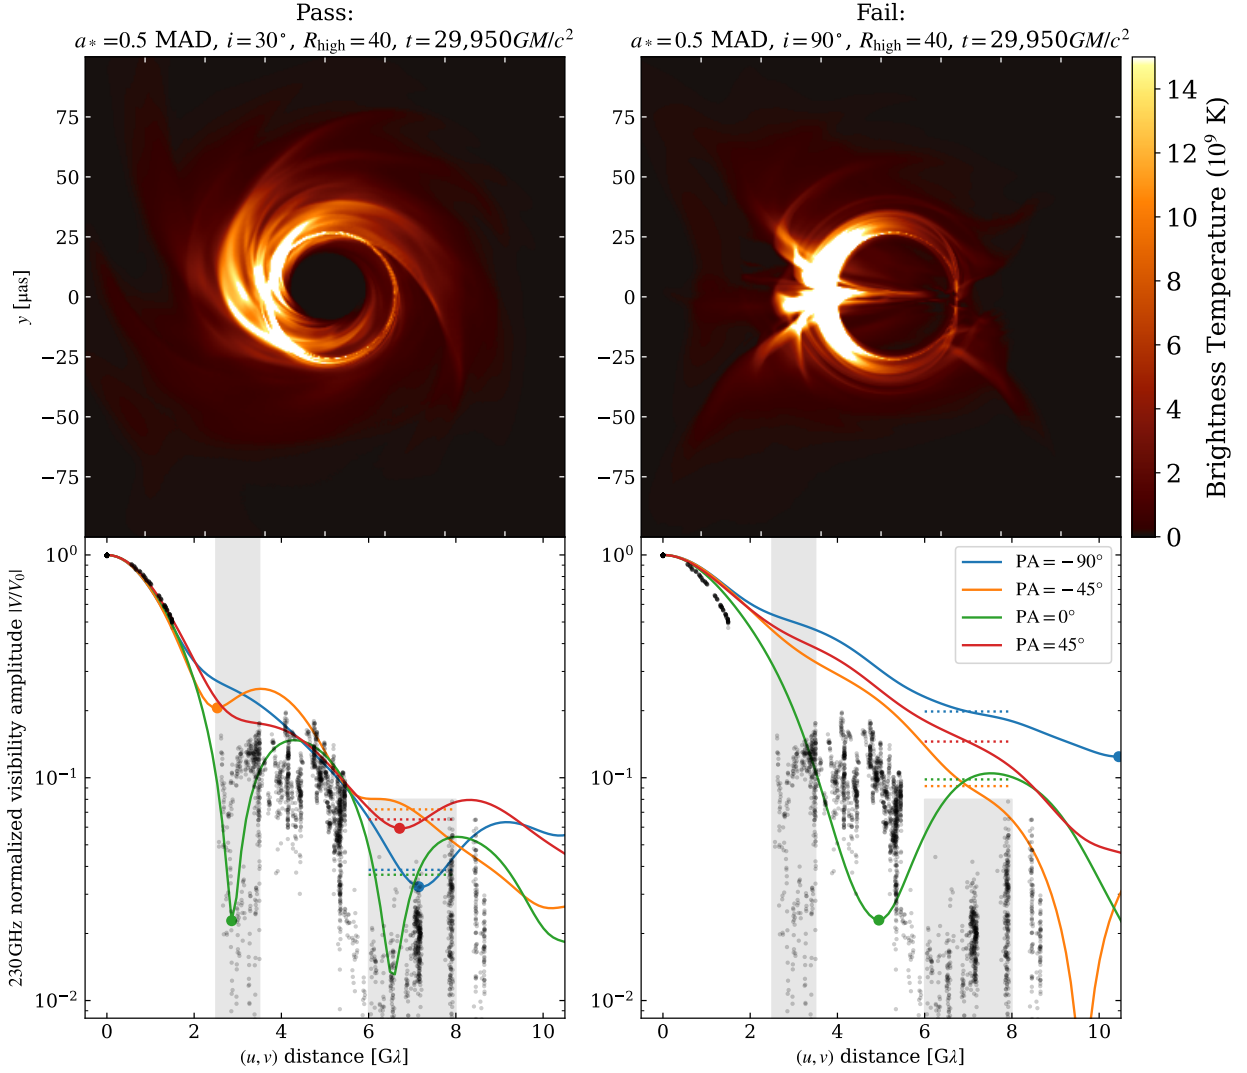 Pass:
a* =0.5 MAD, i=30°, R_high=40, t=29,950GM/c²
Fail:
a* =0.5 MAD, i=90°, R_high=40, t=29,950GM/c²
75
50
25
0
−25
−50
−75
y [μas]
75
50
25
0
−25
−50
−75
14
12
10
8
6
4
2
0
Brightness Temperature (10⁹ K)
10⁰
10⁻¹
10⁻²
230 GHz normalized visibility amplitude |V/V₀|
0 2 4 6 8 10
(u, v) distance [Gλ]
10⁰
10⁻¹
10⁻²
PA = −90°
PA = −45°
PA = 0°
PA = 45°
0 2 4 6 8 10
(u, v) distance [Gλ]